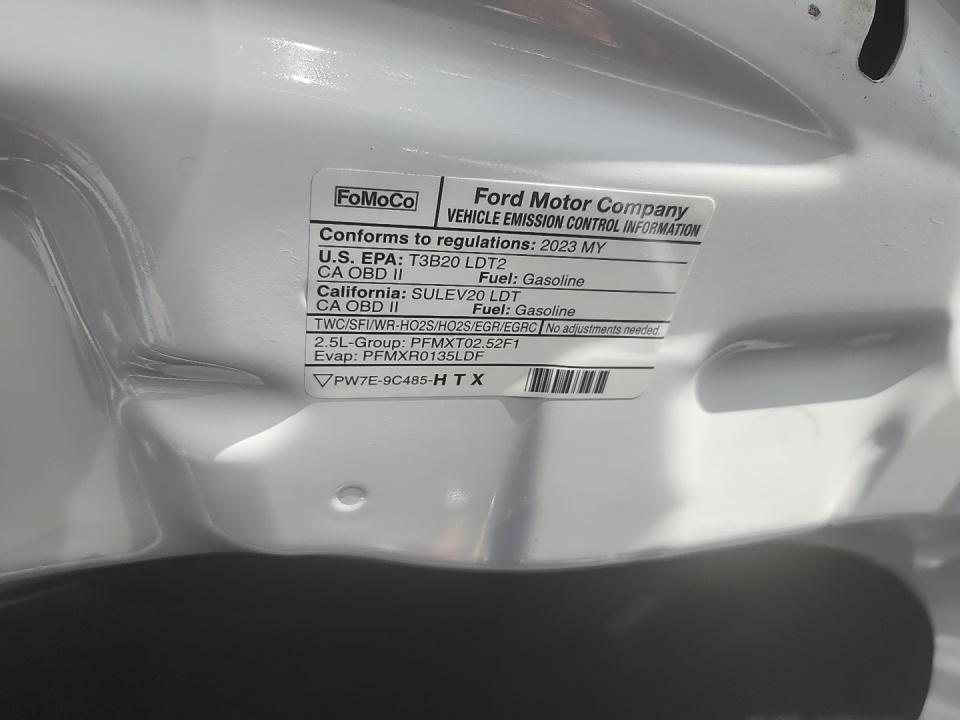 FoMoCo
Ford Motor Company
VEHICLE EMISSION CONTROL INFORMATION
Conforms to regulations: 2023 MY
U.S. EPA: T3B20 LDT2
CA OBD II Fuel: Gasoline
California: SULEV20 LDT
CA OBD II Fuel: Gasoline
TWC/SFI/WR-HO2S/HO2S/EGR/EGRC No adjustments needed.
2.5L-Group: PFMXT02.52F1
Evap: PFMXR0135LDF
PW7E-9C485-HTX